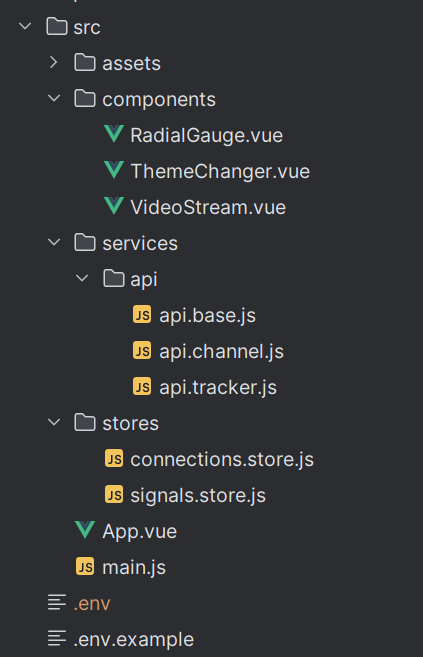 src
assets
components
RadialGauge.vue
ThemeChanger.vue
VideoStream.vue
services
api
JS api.base.js
JS api.channel.js
JS api.tracker.js
stores
JS connections.store.js
JS signals.store.js
App.vue
JS main.js
.env
.env.example